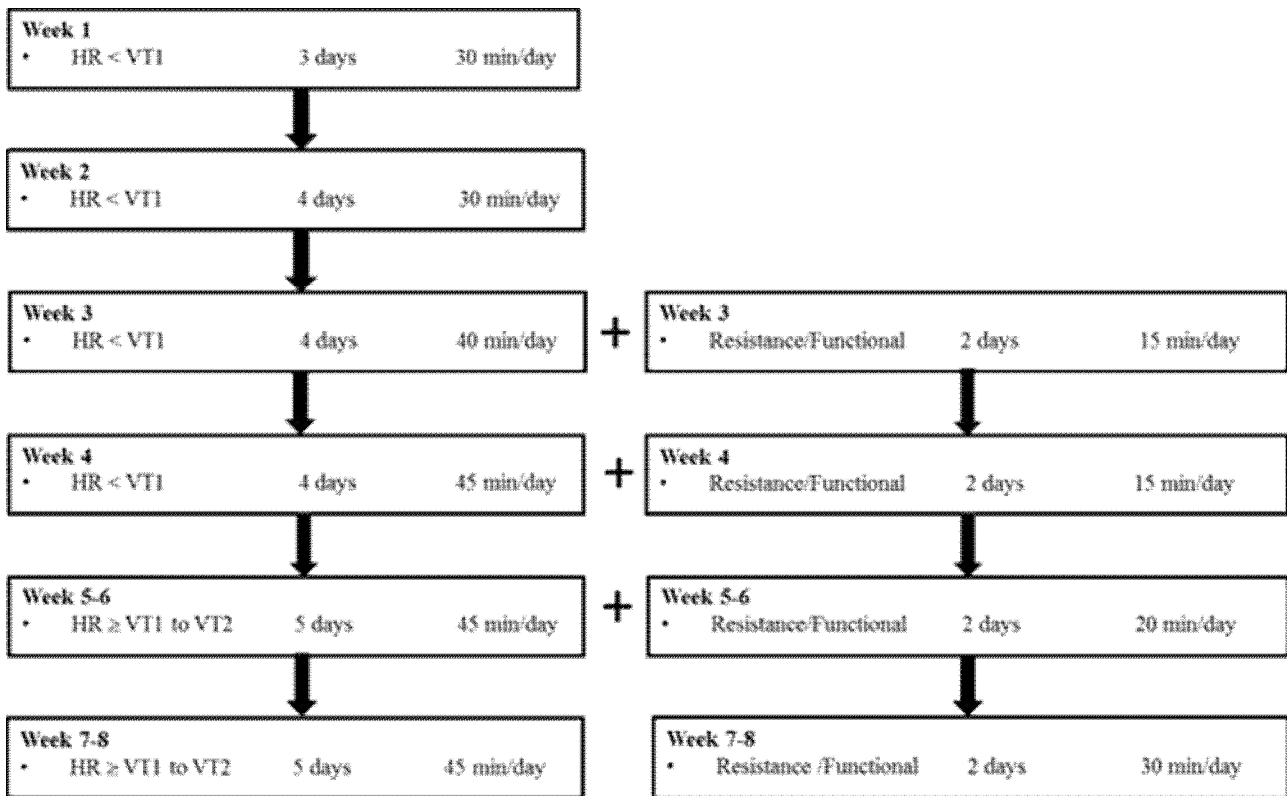 Week 1
• HR < VT1 3 days 30 min/day
Week 2
• HR < VT1 4 days 30 min/day
Week 3
• HR < VT1 4 days 40 min/day
+
Week 3
• Resistance/Functional 2 days 15 min/day
Week 4
• HR < VT1 4 days 45 min/day
+
Week 4
• Resistance/Functional 2 days 15 min/day
Week 5-6
• HR ≥ VT1 to VT2 5 days 45 min/day
+
Week 5-6
• Resistance/Functional 2 days 20 min/day
Week 7-8
• HR ≥ VT1 to VT2 5 days 45 min/day
Week 7-8
• Resistance /Functional 2 days 30 min/day